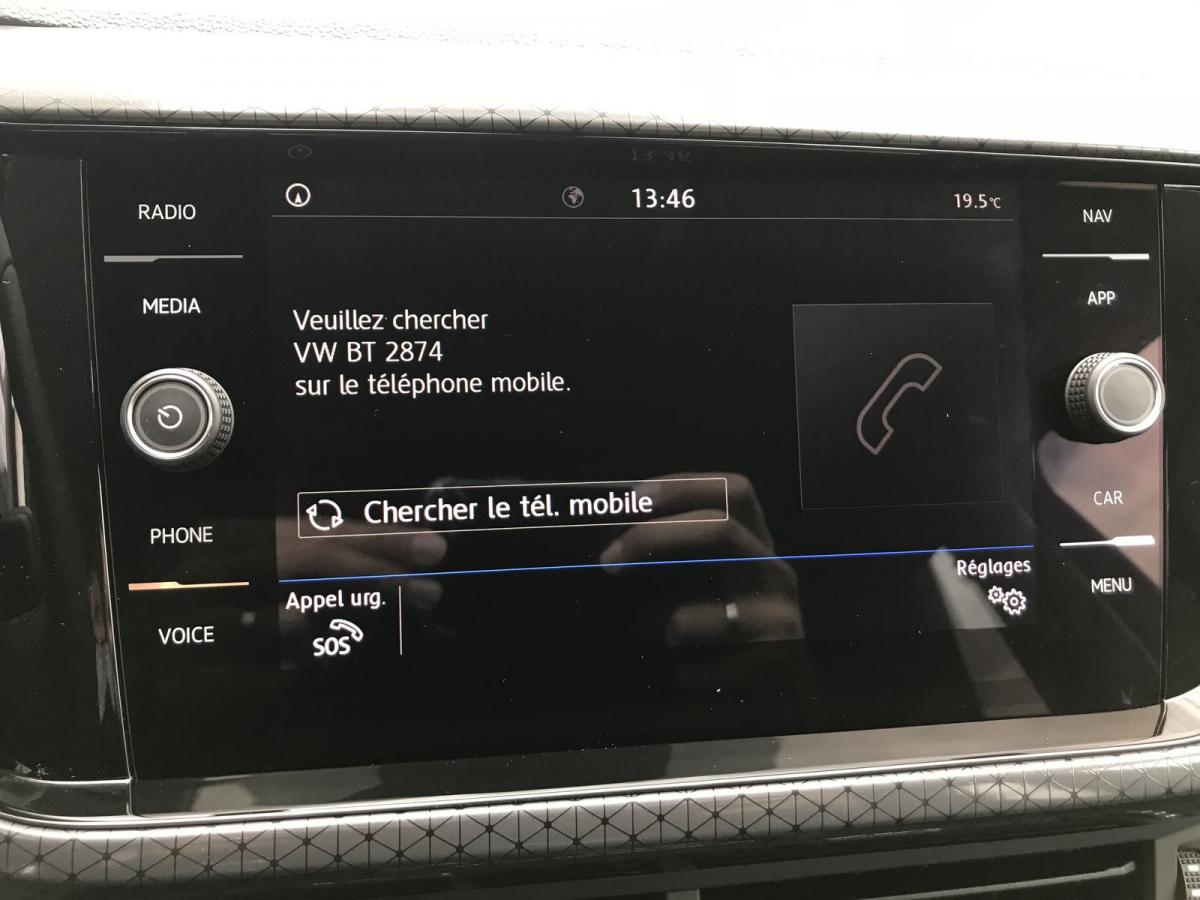 RADIO
MEDIA
PHONE
VOICE
13:46
19.5°C
Veuillez chercher
VW BT 2874
sur le téléphone mobile.
Chercher le tél. mobile
Appel urg.
SOS
Réglages
NAV
APP
CAR
MENU